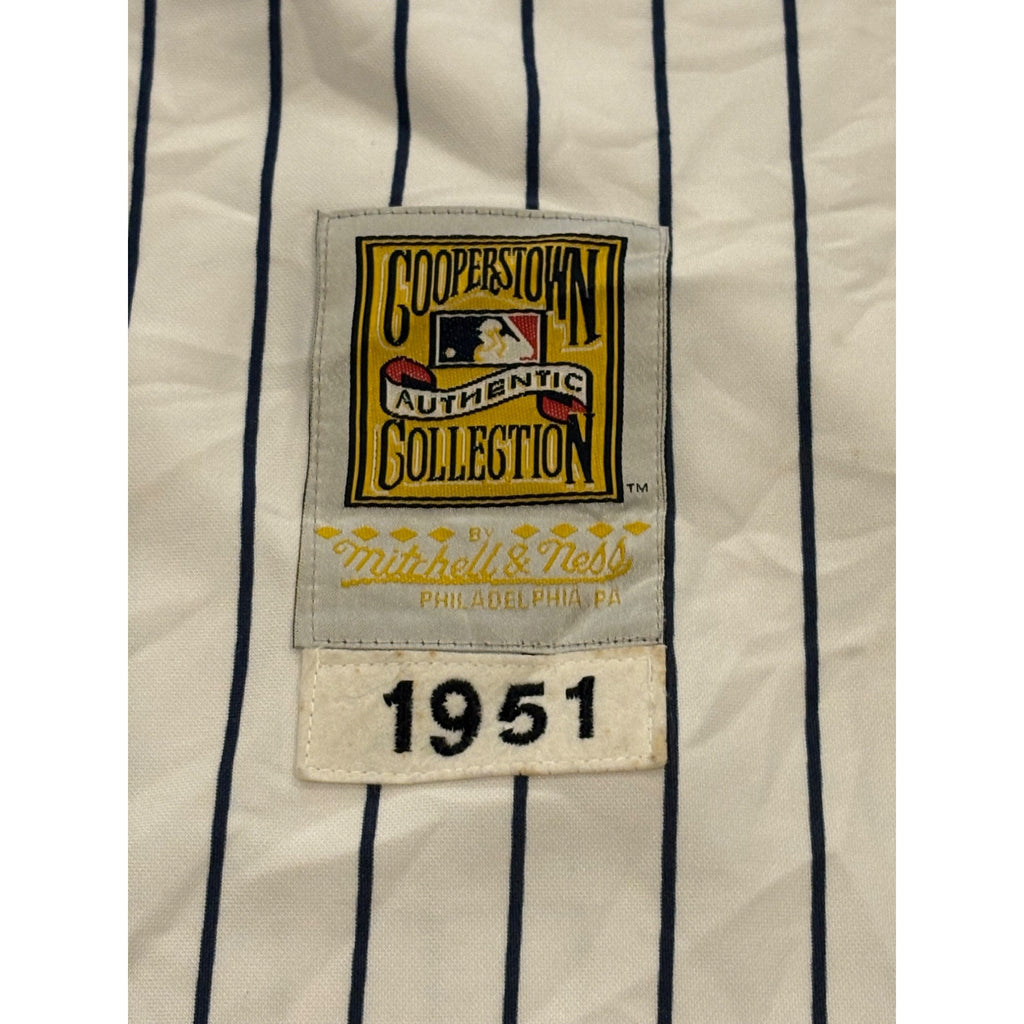 COOPERSTOWN
AUTHENTIC
COLLECTION
TM
BY
Mitchell & Ness
PHILADELPHIA, PA
1951